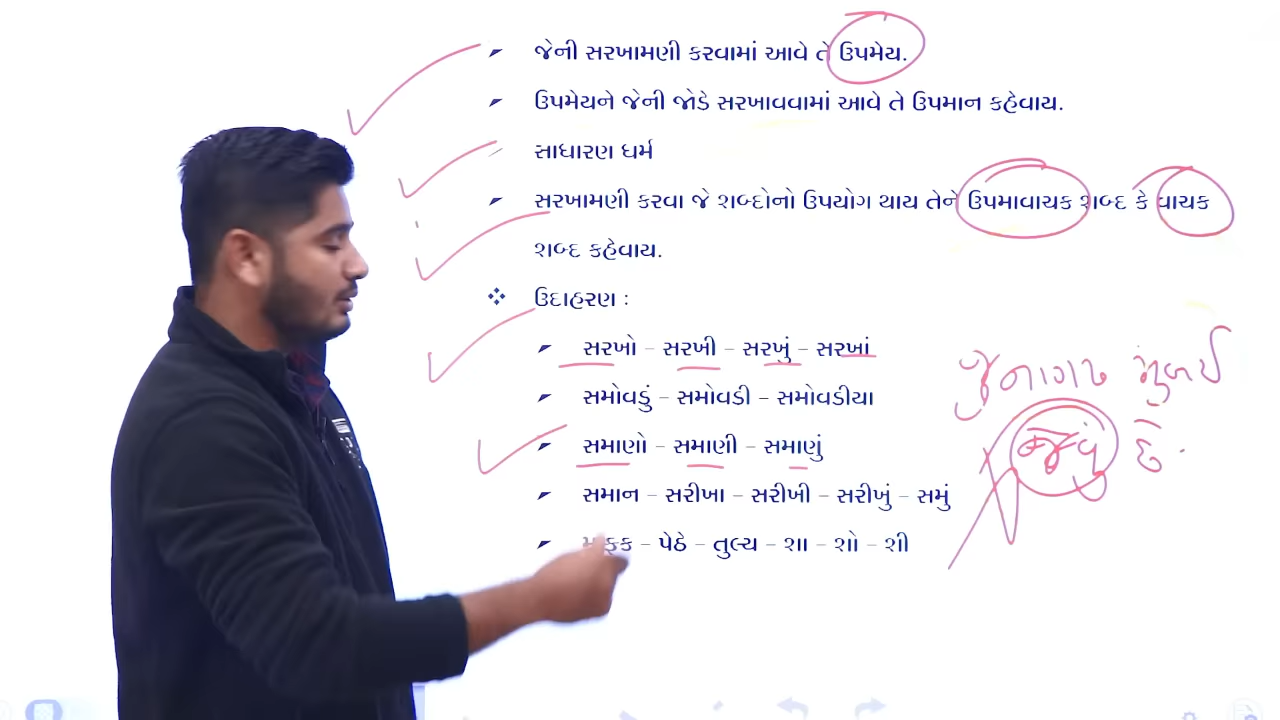 ➤ જેની સરખામણી કરવામાં આવે તે ઉપમેય.
➤ ઉપમેયને જેની જોડે સરખાવવામાં આવે તે ઉપમાન કહેવાય.
સાધારણ ધર્મ
➤ સરખામણી કરવા જે શબ્દોનો ઉપયોગ થાય તેને ઉપમાવાચક શબ્દ કે વાચક
શબ્દ કહેવાય.
❖ ઉદાહરણ :
➤ સરખો – સરખી – સરખું – સરખાં
➤ સમોવડું – સમોવડી – સમોવડીયા
➤ સમાણો – સમાણી – સમાણું
➤ સમાન – સરીખા – સરીખી – સરીખું – સમું
➤ પેઠે – તુલ્ય – શા – શો – શી
જુનાગઢ મુંબઈ
જેવું છે.